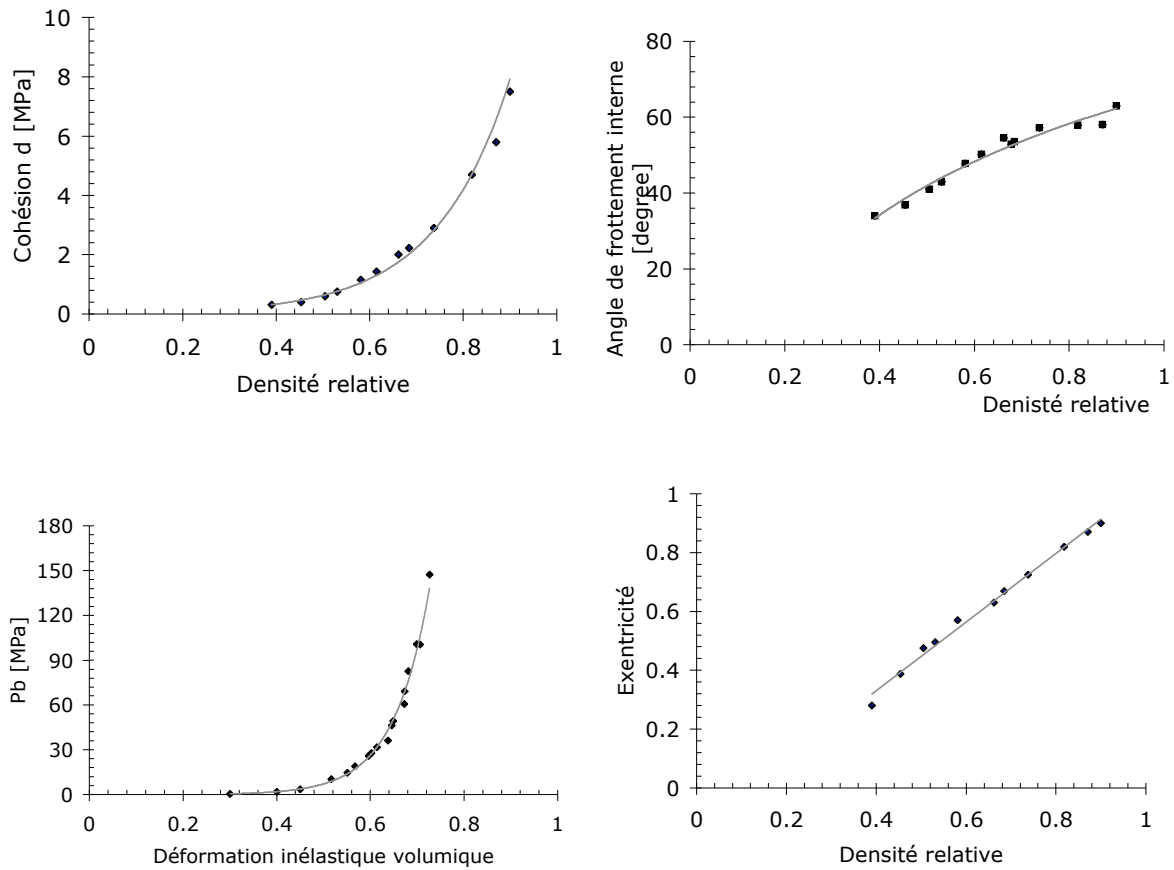 10
8
6
4
2
0
0 0.2 0.4 0.6 0.8 1
Cohésion d [MPa]
Densité relative
80
60
40
20
0
0 0.2 0.4 0.6 0.8 1
Angle de frottement interne
[degree]
Denisté relative
180
150
120
90
60
30
0
0 0.2 0.4 0.6 0.8 1
Pb [MPa]
Déformation inélastique volumique
1
0.8
0.6
0.4
0.2
0
0 0.2 0.4 0.6 0.8 1
Exentricité
Densité relative